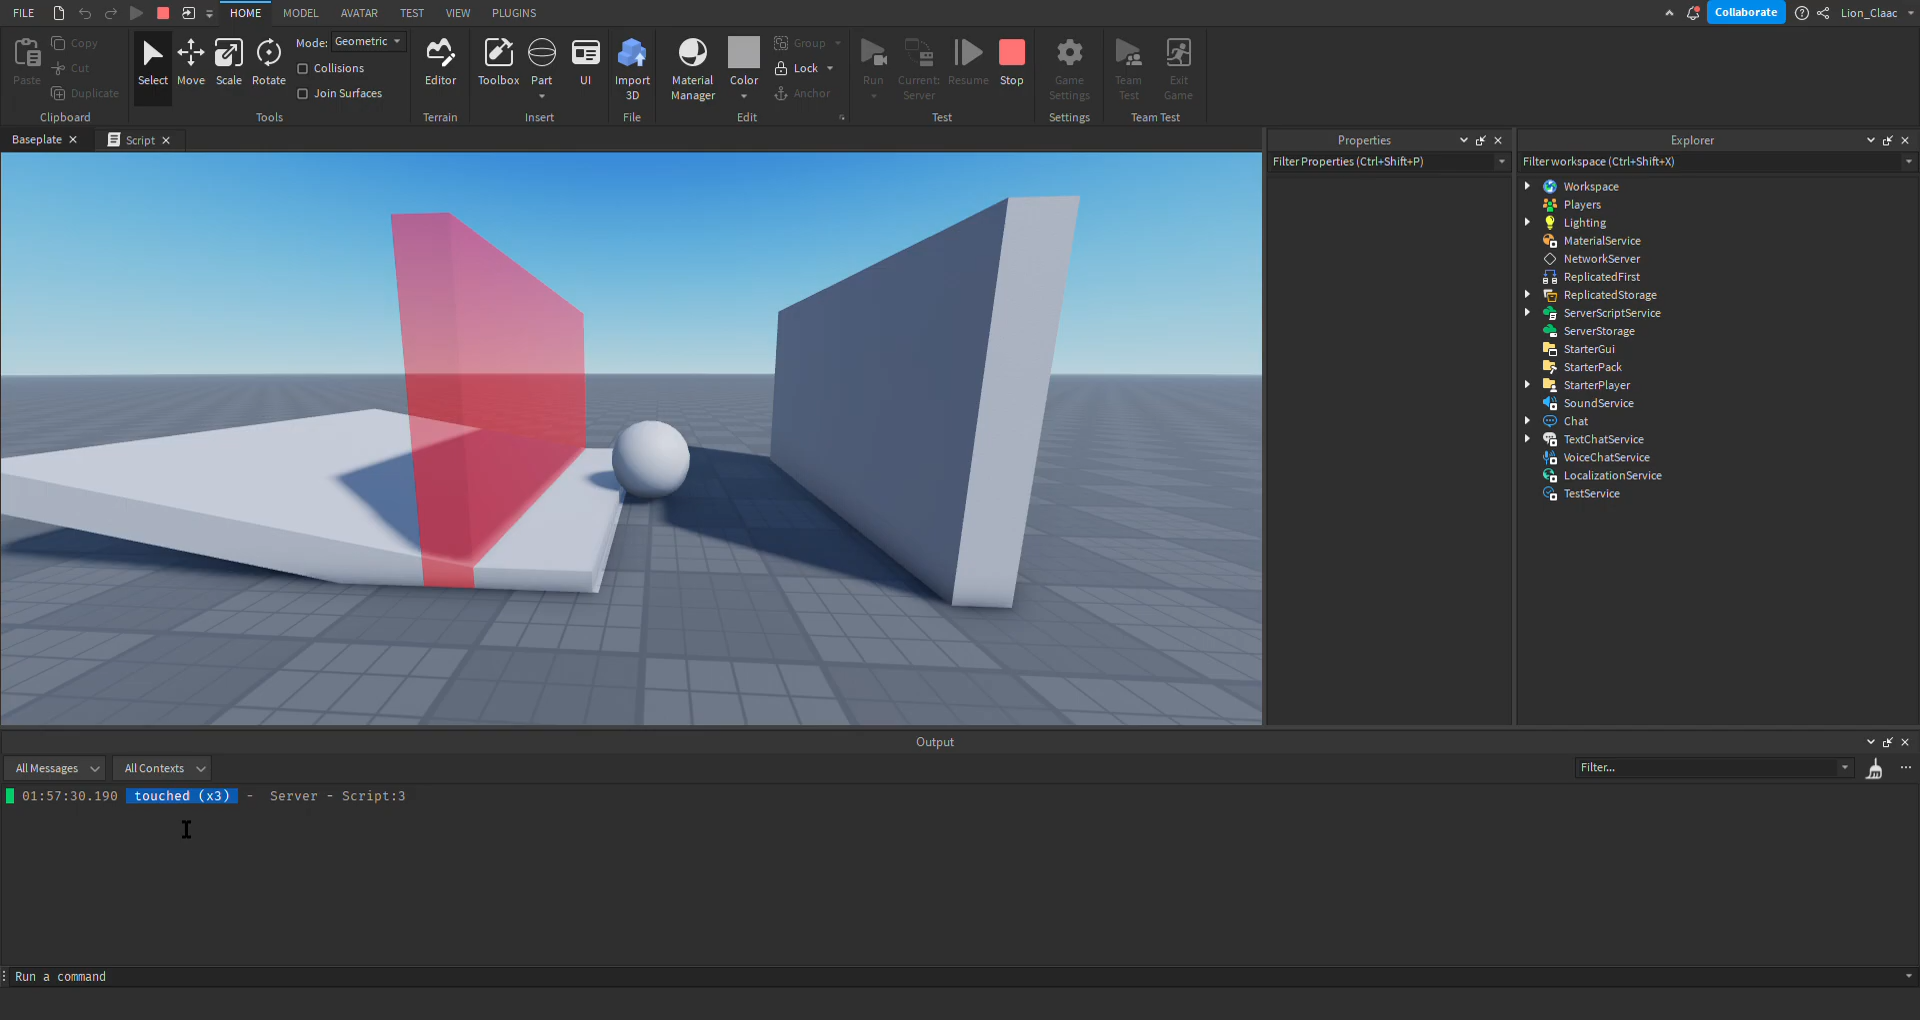 FILE HOME MODEL AVATAR TEST VIEW PLUGINS Collaborate Lion_Claac
Paste Copy Cut Duplicate Clipboard
Select Move Scale Rotate Mode: Geometric Collisions Join Surfaces Tools
Editor Terrain
Toolbox Part UI Insert
Import 3D File
Material Manager Color Group Lock Anchor Edit
Run Current: Server Resume Stop Test
Game Settings Settings
Team Test Exit Game Team Test
Baseplate Script
Properties
Filter Properties (Ctrl+Shift+P)
Explorer
Filter workspace (Ctrl+Shift+X)
Workspace
Players
Lighting
MaterialService
NetworkServer
ReplicatedFirst
ReplicatedStorage
ServerScriptService
ServerStorage
StarterGui
StarterPack
StarterPlayer
SoundService
Chat
TextChatService
VoiceChatService
LocalizationService
TestService
Output
All Messages All Contexts Filter...
01:57:30.190 touched (x3) - Server - Script:3
Run a command